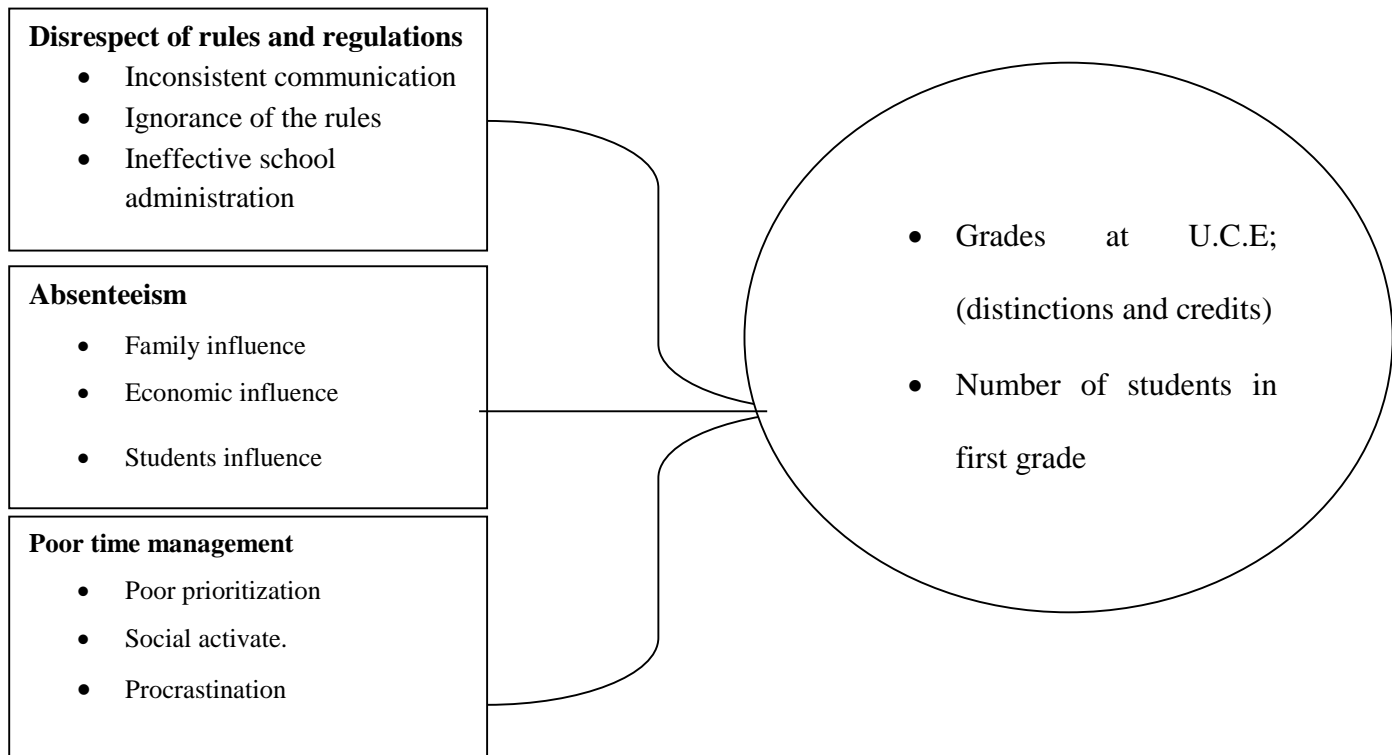 Disrespect of rules and regulations
• Inconsistent communication
• Ignorance of the rules
• Ineffective school
administration
Absenteeism
• Family influence
• Economic influence
• Students influence
Poor time management
• Poor prioritization
• Social activate.
• Procrastination
• Grades at U.C.E;
(distinctions and credits)
• Number of students in
first grade